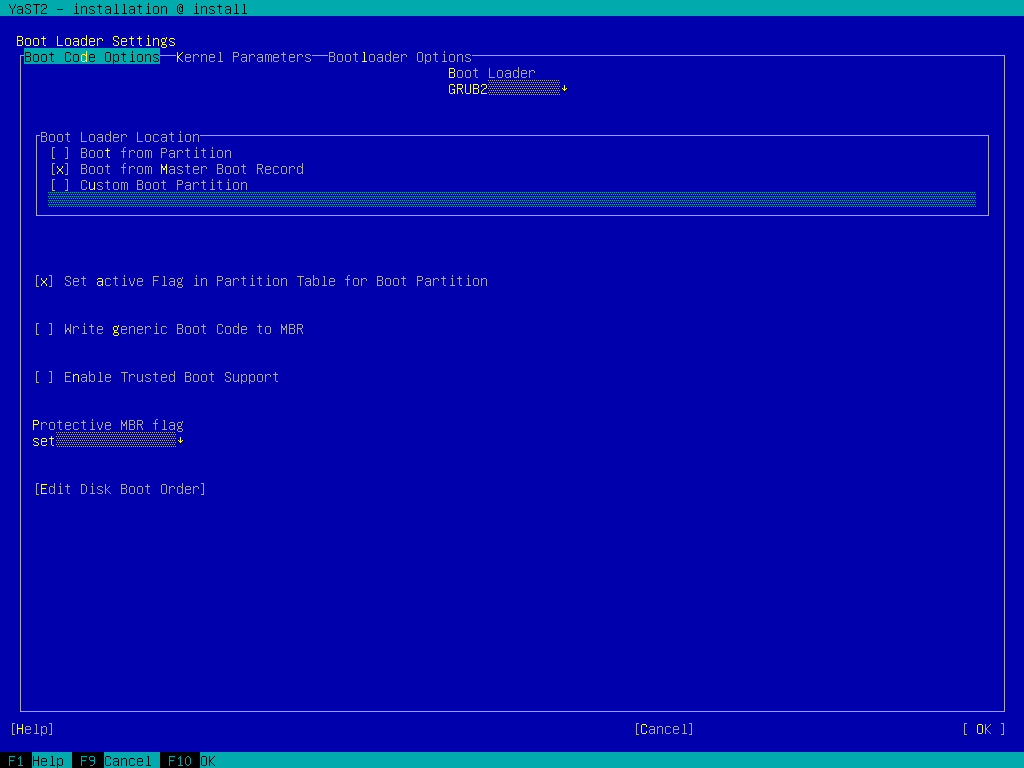 YaST2 - installation @ install
Boot Loader Settings
Boot Code Options Kernel Parameters Bootloader Options
Boot Loader
GRUB2
Boot Loader Location
[ ] Boot from Partition
[x] Boot from Master Boot Record
[ ] Custom Boot Partition
[x] Set active Flag in Partition Table for Boot Partition
[ ] Write generic Boot Code to MBR
[ ] Enable Trusted Boot Support
Protective MBR flag
set
[Edit Disk Boot Order]
[Help] [Cancel] [ OK ]
F1 Help F9 Cancel F10 OK